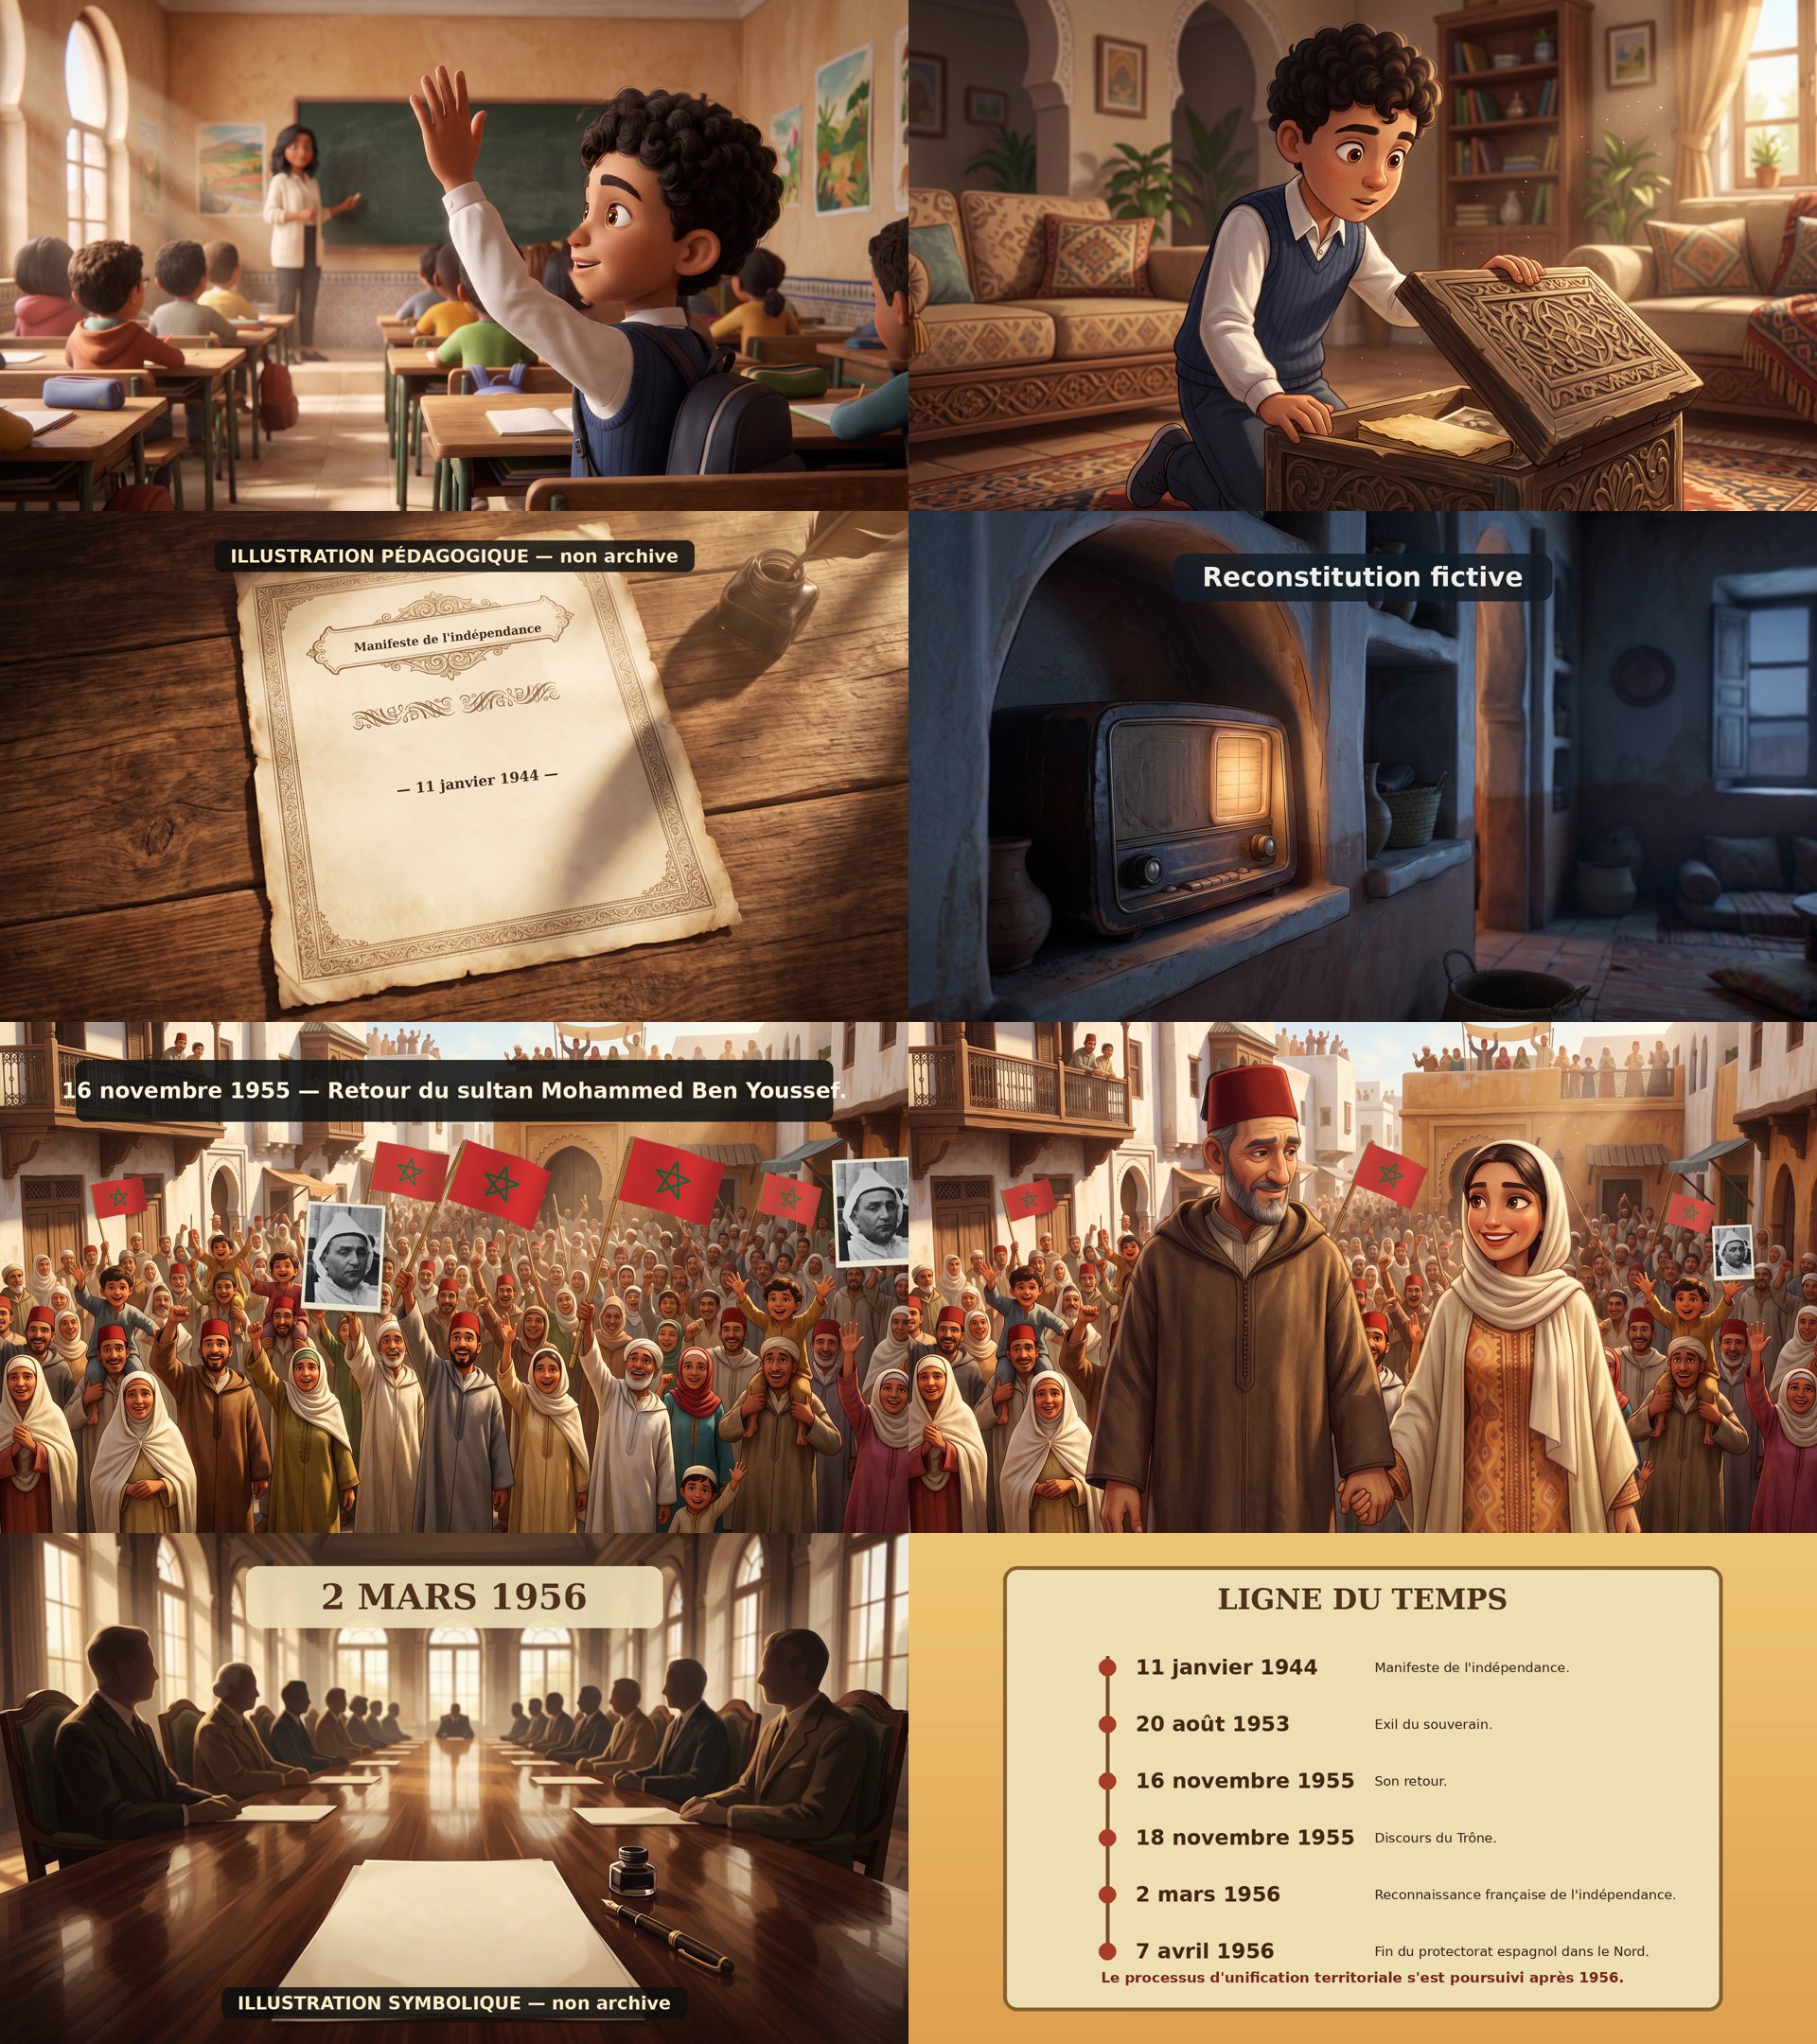 ILLUSTRATION PÉDAGOGIQUE — non archive
Manifeste de l'indépendance
— 11 janvier 1944 —
Reconstitution fictive
16 novembre 1955 — Retour du sultan Mohammed Ben Youssef.
2 MARS 1956
ILLUSTRATION SYMBOLIQUE — non archive
LIGNE DU TEMPS
11 janvier 1944 Manifeste de l'indépendance.
20 août 1953 Exil du souverain.
16 novembre 1955 Son retour.
18 novembre 1955 Discours du Trône.
2 mars 1956 Reconnaissance française de l'indépendance.
7 avril 1956 Fin du protectorat espagnol dans le Nord.
Le processus d'unification territoriale s'est poursuivi après 1956.